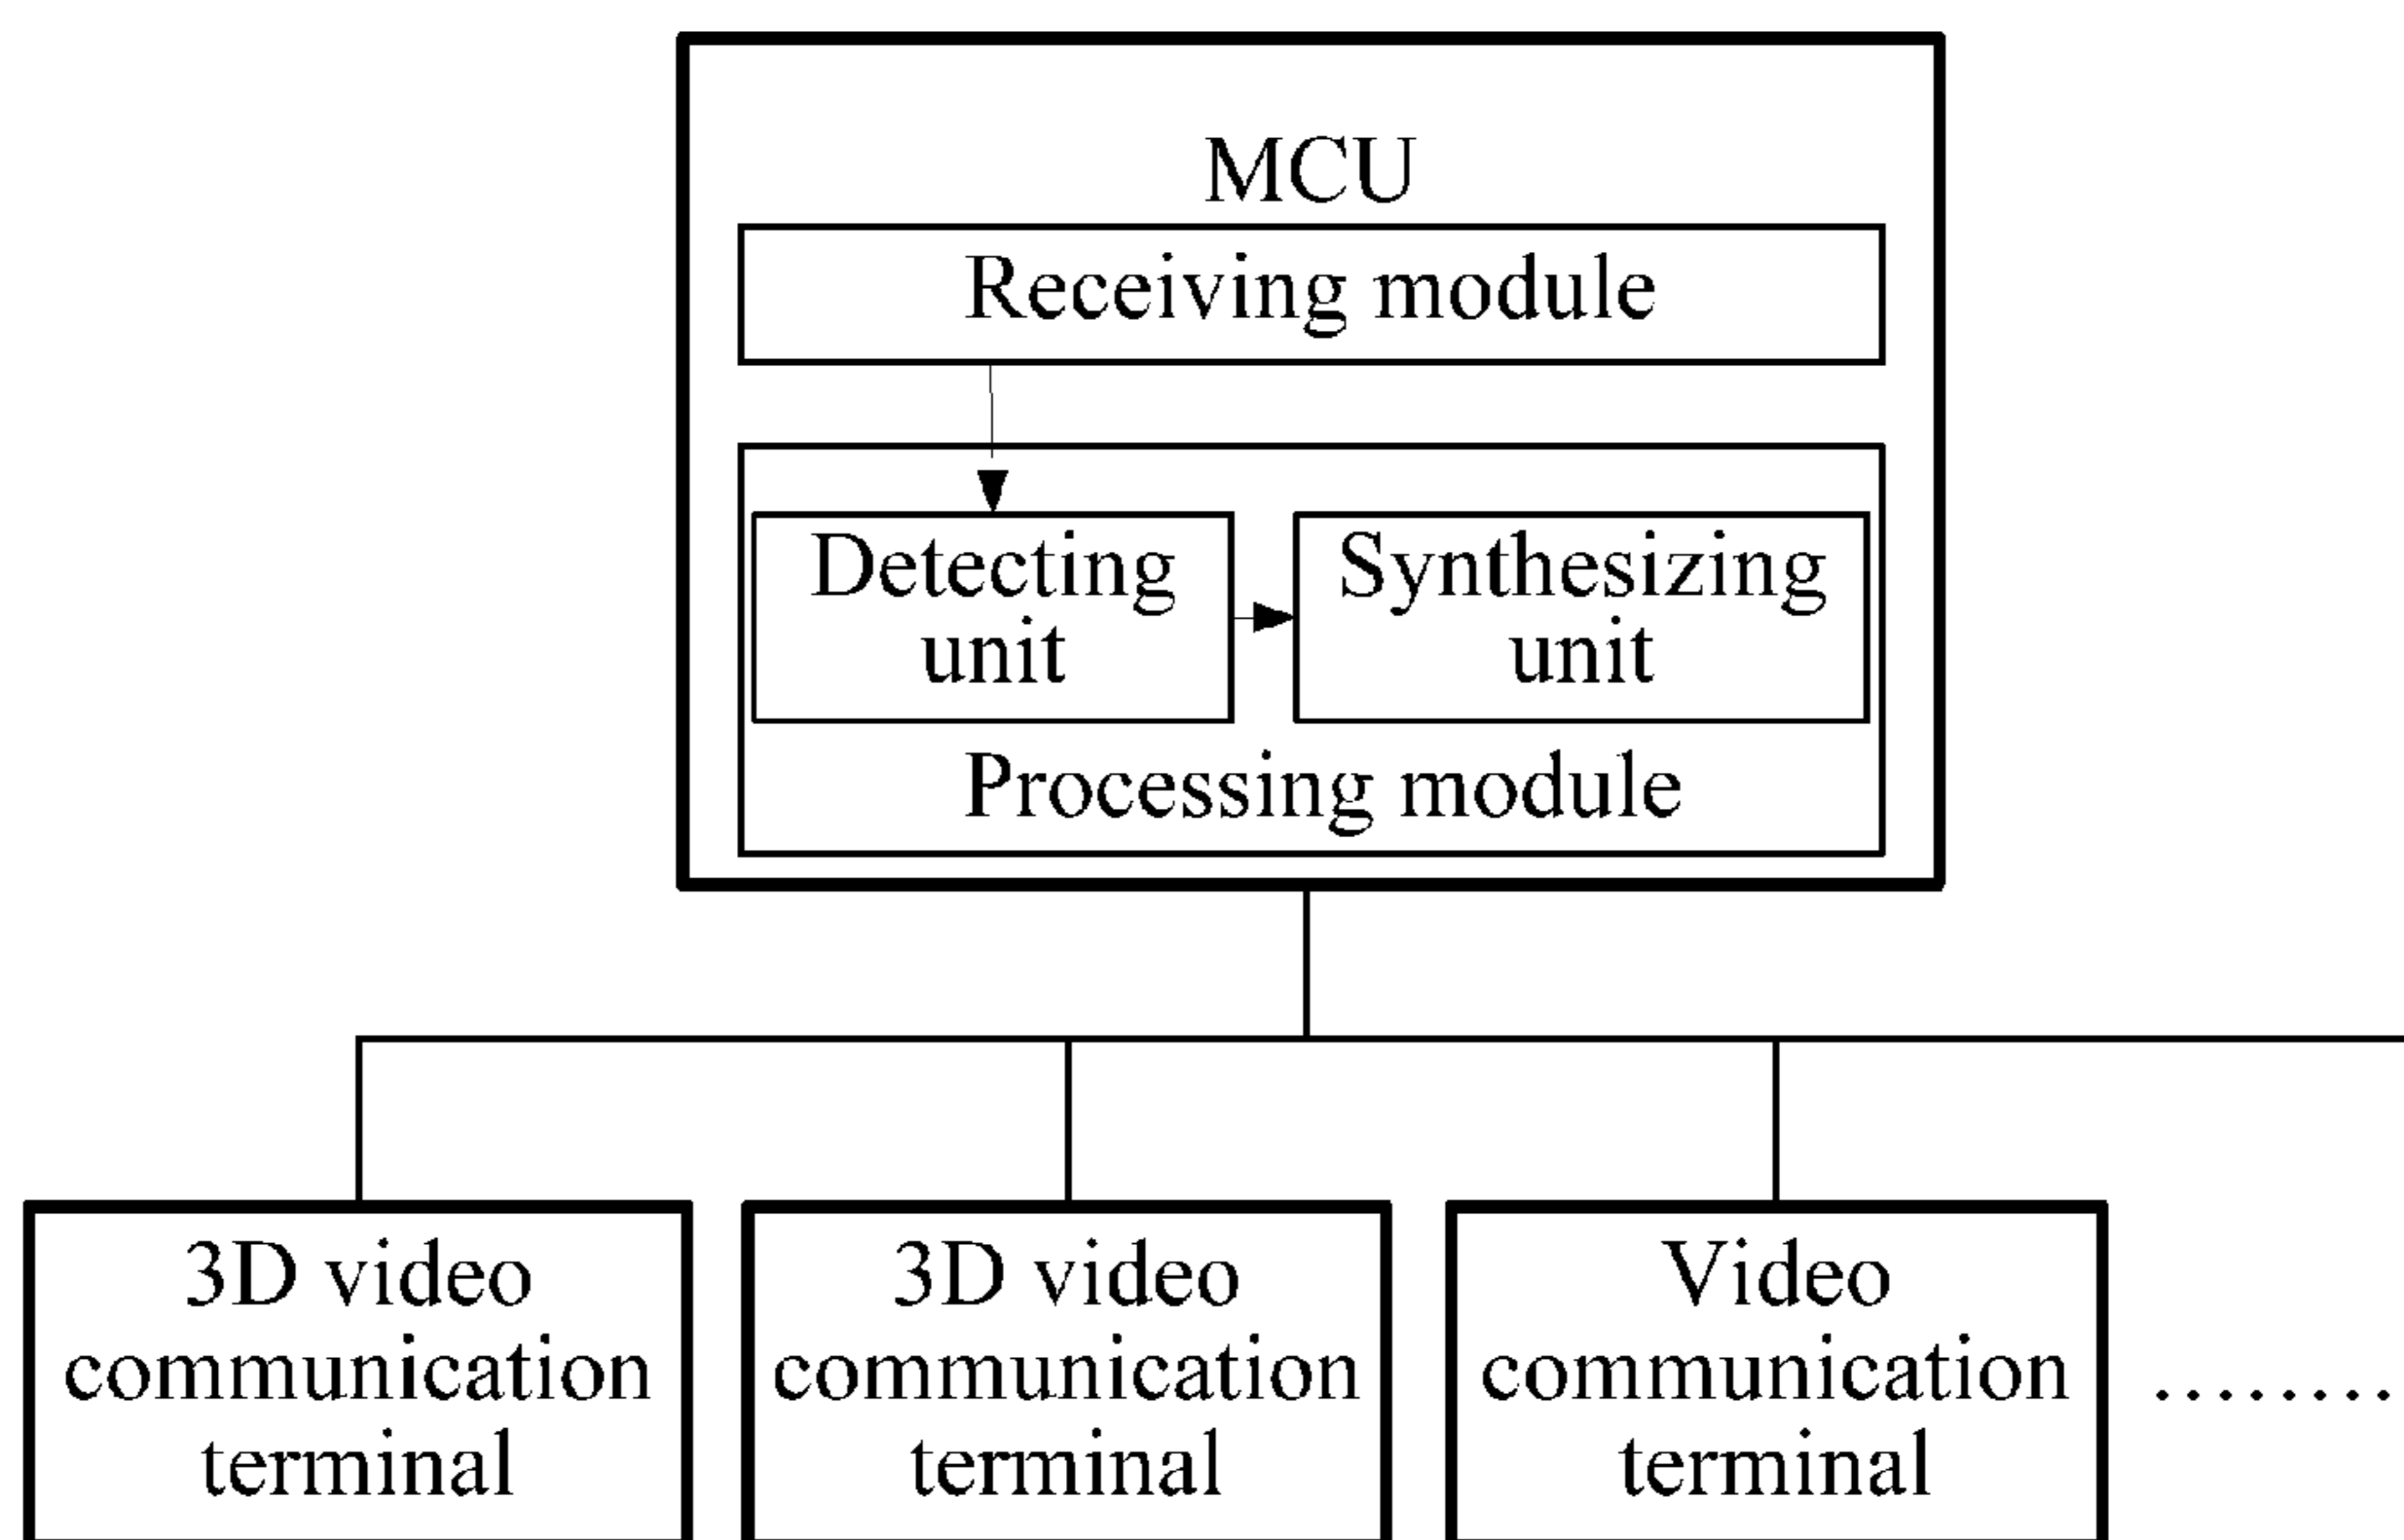 MCU
Receiving module
Detecting
unit
Synthesizing
unit
Processing module
3D video
communication
terminal
3D video
communication
terminal
Video
communication
terminal
........